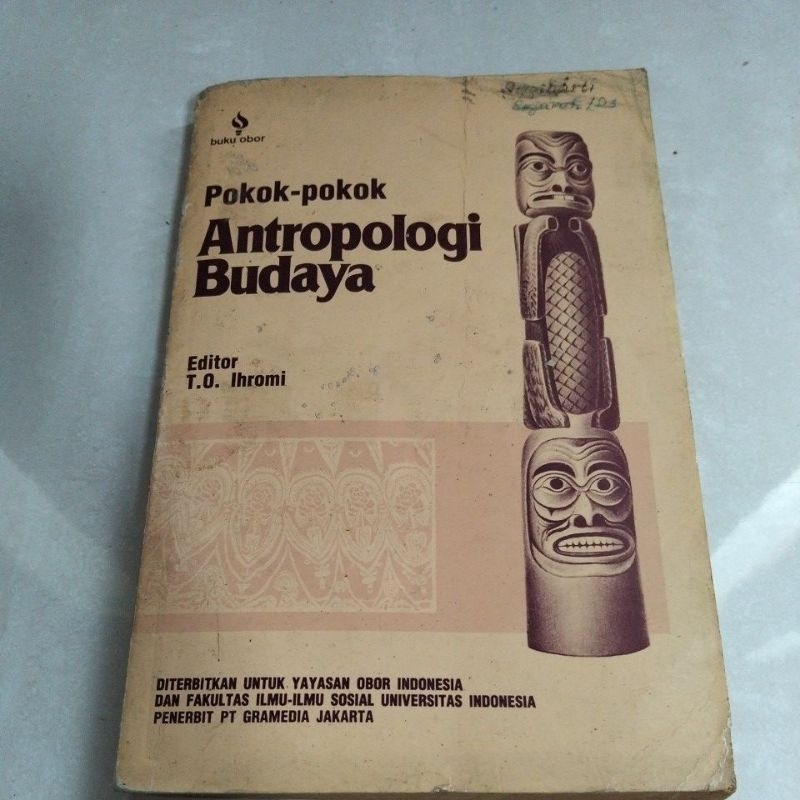 buku obor
Pokok-pokok
Antropologi
Budaya
Editor
T.O. Ihromi
DITERBITKAN UNTUK YAYASAN OBOR INDONESIA
DAN FAKULTAS ILMU-ILMU SOSIAL UNIVERSITAS INDONESIA
PENERBIT PT GRAMEDIA JAKARTA